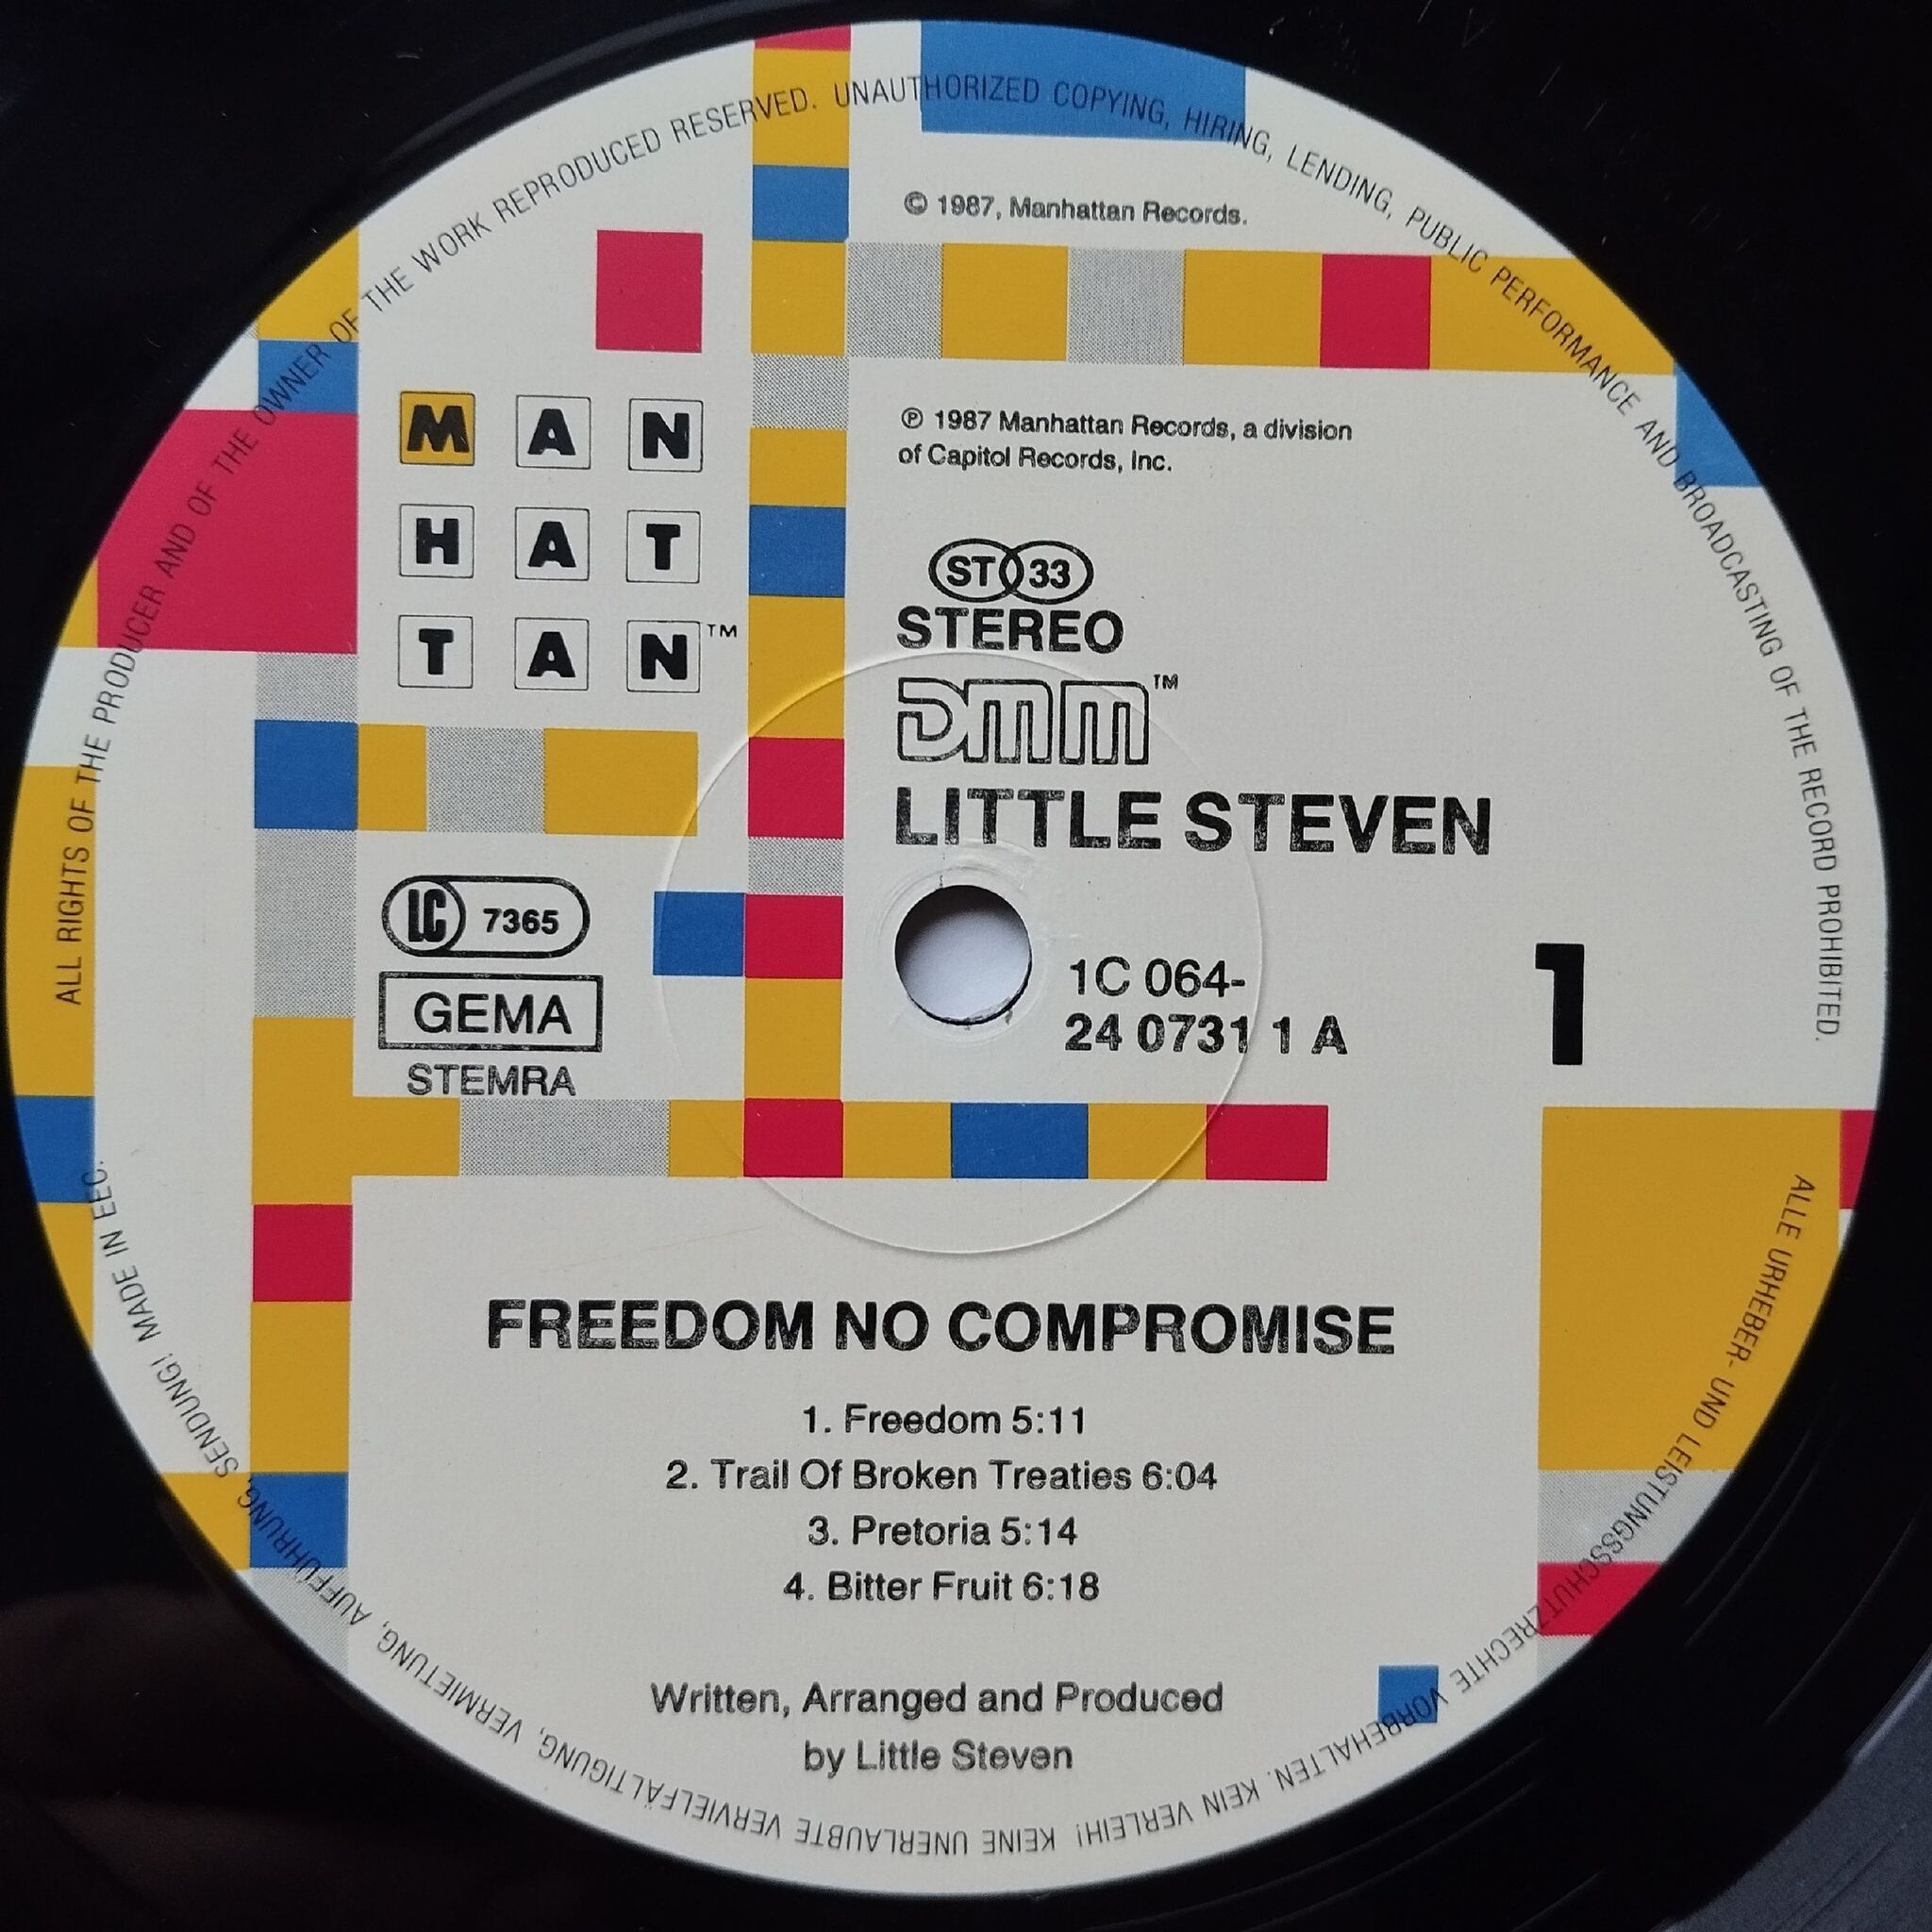 ALL RIGHTS OF THE PRODUCER AND OF THE OWNER OF THE WORK REPRODUCED RESERVED. UNAUTHORIZED COPYING, HIRING, LENDING, PUBLIC PERFORMANCE AND BROADCASTING OF THE RECORD PROHIBITED.
© 1987, Manhattan Records.
M A N
H A T
T A N ™
℗ 1987 Manhattan Records, a division
of Capitol Records, Inc.
ST 33
STEREO
DMM™
LITTLE STEVEN
LC 7365
GEMA
STEMRA
1C 064-
24 0731 1 A
1
FREEDOM NO COMPROMISE
1. Freedom 5:11
2. Trail Of Broken Treaties 6:04
3. Pretoria 5:14
4. Bitter Fruit 6:18
Written, Arranged and Produced
by Little Steven
ALLE URHEBER- UND LEISTUNGSSCHUTZRECHTE VORBEHALTEN. KEIN VERLEIH! KEINE UNERLAUBTE VERVIELFÄLTIGUNG, VERMIETUNG, AUFFÜHRUNG, SENDUNG! MADE IN EEC.